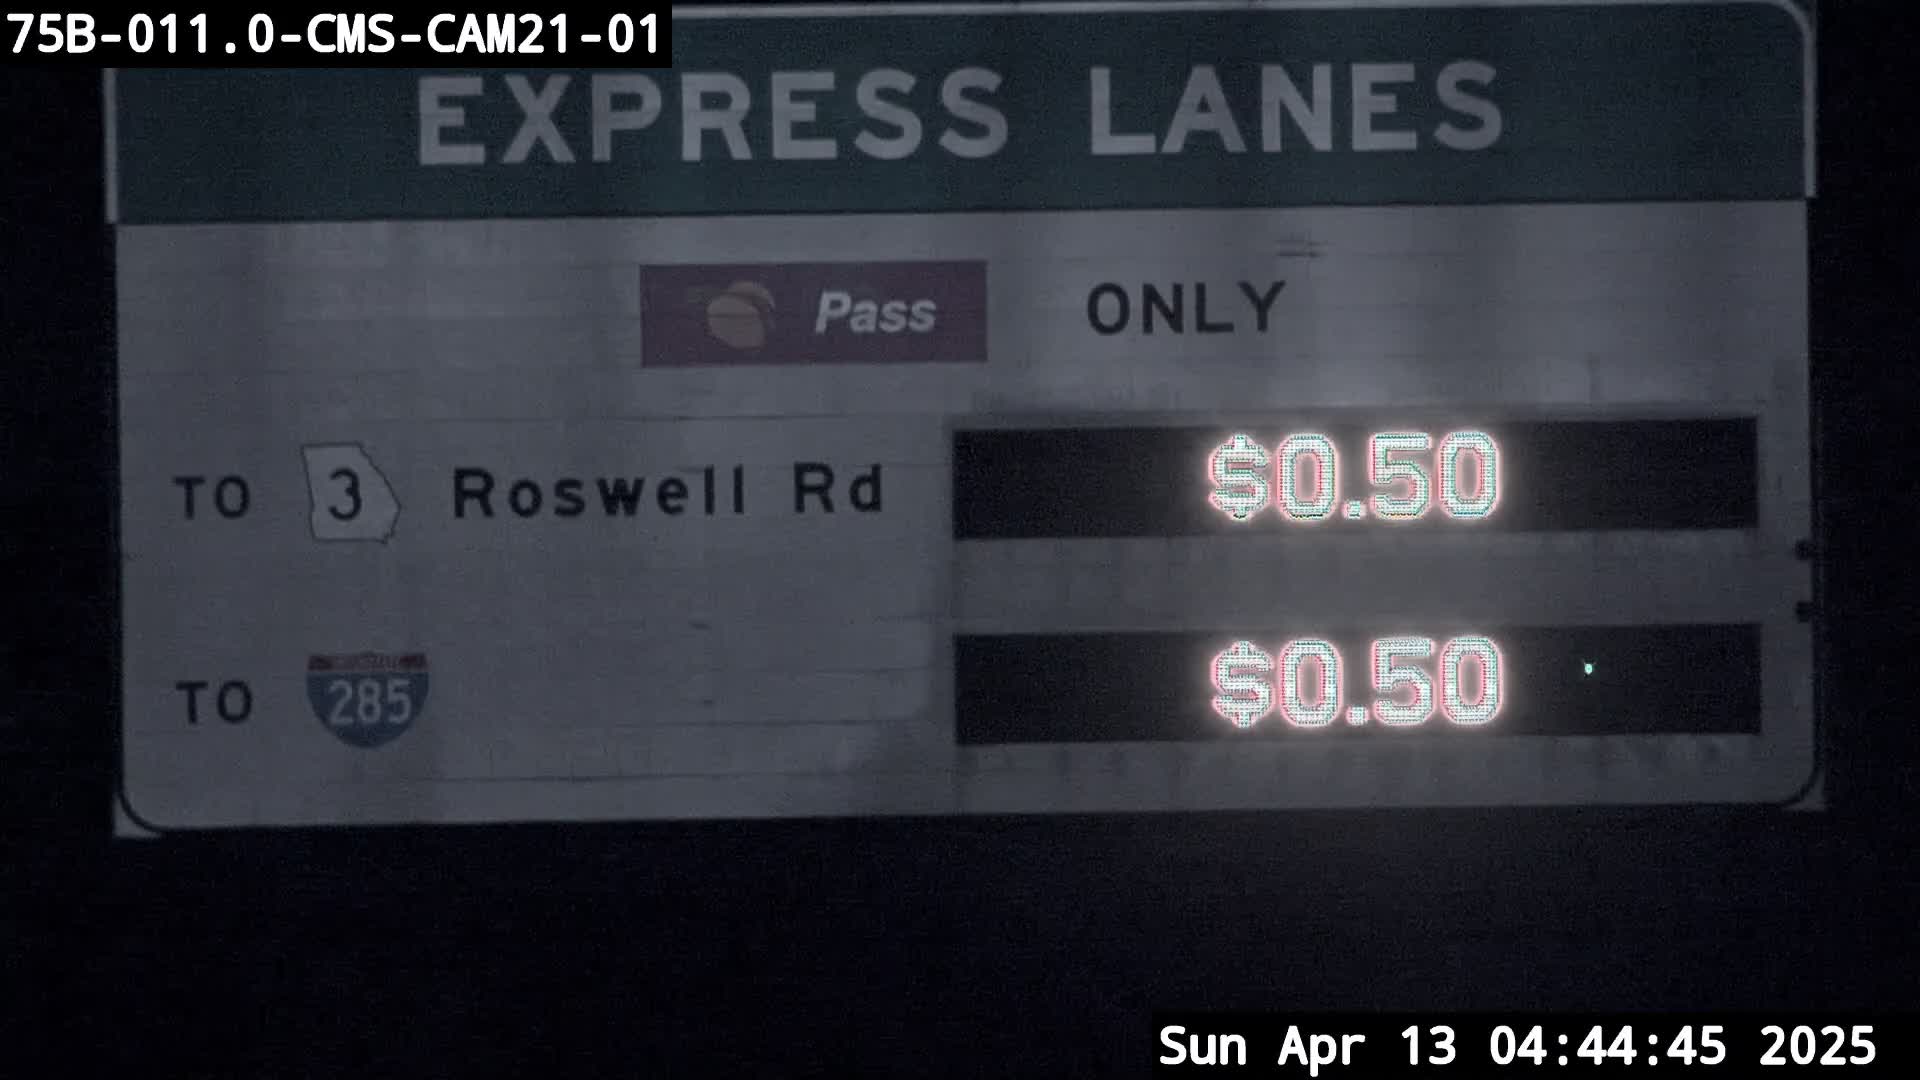 75B-011.0-CMS-CAM21-01
EXPRESS LANES
Pass ONLY
TO 3 Roswell Rd $0.50
TO 285 $0.50
Sun Apr 13 04:44:45 2025